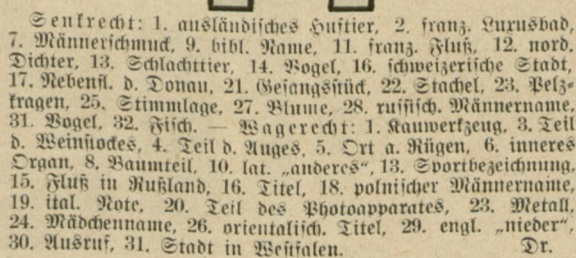 Senkrecht: 1. ausländisches Huftier, 2. franz. Luxusbad,
7. Männerschmuck, 9. bibl. Name, 11. franz. Fluß, 12. nord.
Dichter, 13. Schlachttier, 14. Vogel, 16. schweizerische Stadt,
17. Nebenfl. d. Donau, 21. Gesangsstück, 22. Stachel, 23. Pelz-
kragen, 25. Stimmlage, 27. Blume, 28. russisch. Männername,
31. Vogel, 32. Fisch. — Wagerecht: 1. Kauwerkzeug, 3. Teil
d. Weinstockes, 4. Teil d. Auges, 5. Ort a. Rügen, 6. inneres
Organ, 8. Baumteil, 10. lat. „anderes“, 13. Sportbezeichnung,
15. Fluß in Rußland, 16. Titel, 18. polnischer Männername,
19. ital. Note, 20. Teil des Photoapparates, 23. Metall,
24. Mädchenname, 26. orientalisch. Titel, 29. engl. „nieder“,
30. Ausruf, 31. Stadt in Westfalen. Dr.